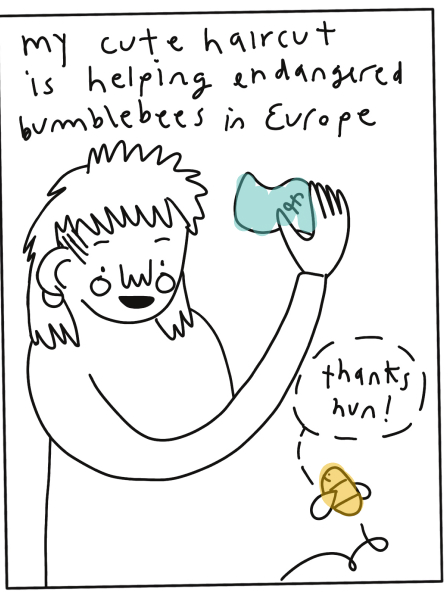 my cute haircut
is helping endangered
bumblebees in Europe
thanks
hun!